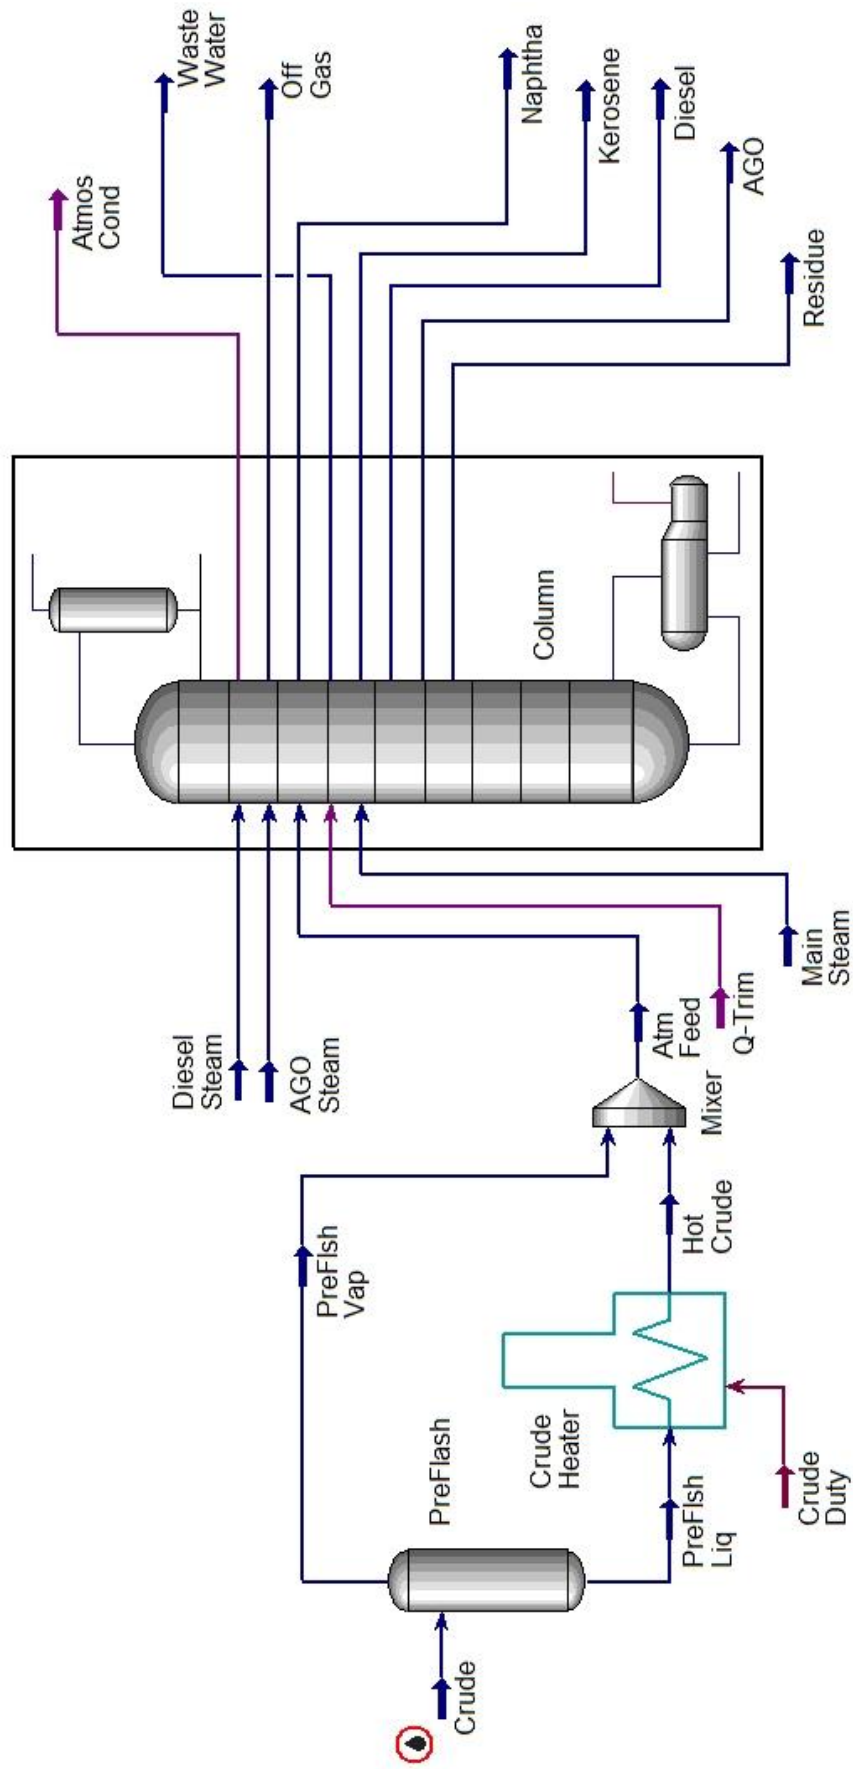 Crude
PreFlash
PreFlsh
Vap
PreFlsh
Liq
Crude
Heater
Crude
Duty
Hot
Crude
Mixer
Atm
Feed
Diesel
Steam
AGO
Steam
Q-Trim
Main
Steam
Column
Atmos
Cond
Waste
Water
Off
Gas
Naphtha
Kerosene
Diesel
AGO
Residue